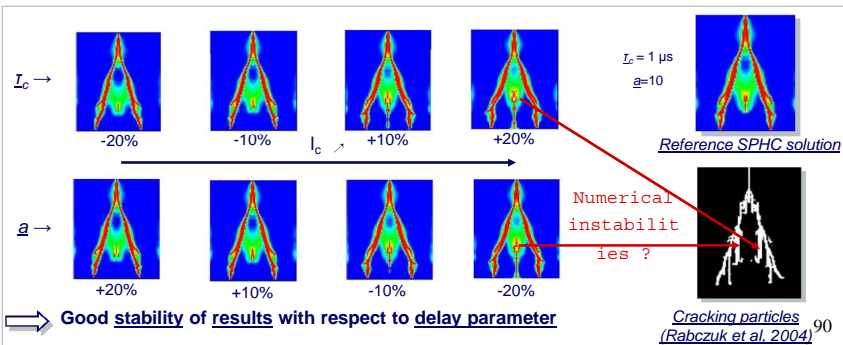 τc →
-20%
-10%
+10%
+20%
lc ↗
τc = 1 µs
a=10
Reference SPHC solution
a →
+20%
+10%
-10%
-20%
Numerical
instabilit
ies ?
Cracking particles
(Rabczuk et al, 2004)
90
Good stability of results with respect to delay parameter